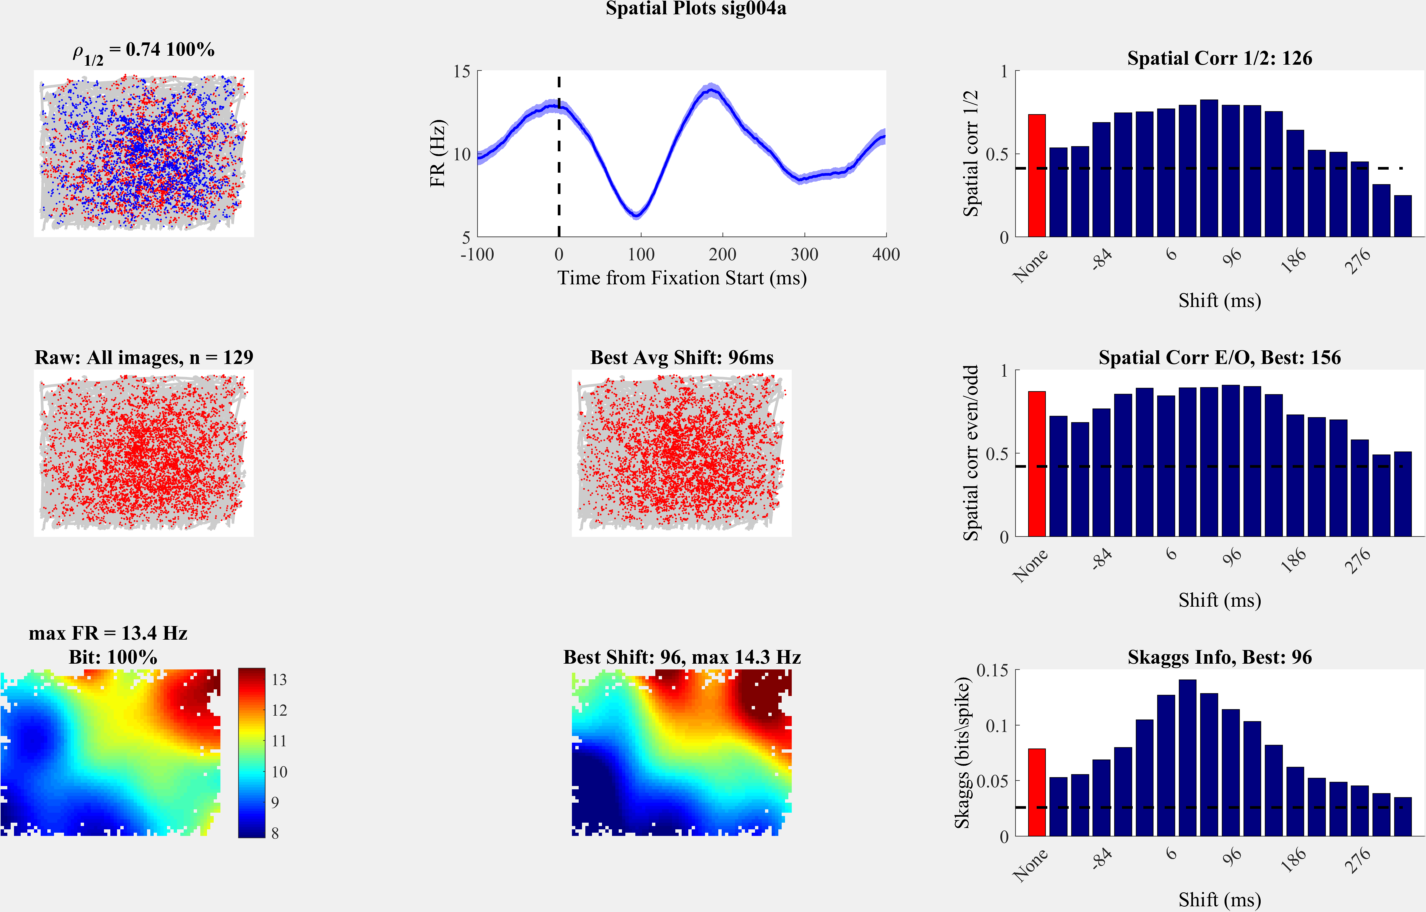 Spatial Plots sig004a
ρ1/2 = 0.74 100%
15
10
5
FR (Hz)
-100 0 100 200 300 400
Time from Fixation Start (ms)
Spatial Corr 1/2: 126
1
0.5
0
Spatial corr 1/2
None -84 6 96 186 276
Shift (ms)
Raw: All images, n = 129
Best Avg Shift: 96ms
Spatial Corr E/O, Best: 156
1
0.5
0
Spatial corr even/odd
None -84 6 96 186 276
Shift (ms)
max FR = 13.4 Hz
Bit: 100%
13
12
11
10
9
8
Best Shift: 96, max 14.3 Hz
Skaggs Info, Best: 96
0.15
0.1
0.05
0
Skaggs (bits\spike)
None -84 6 96 186 276
Shift (ms)